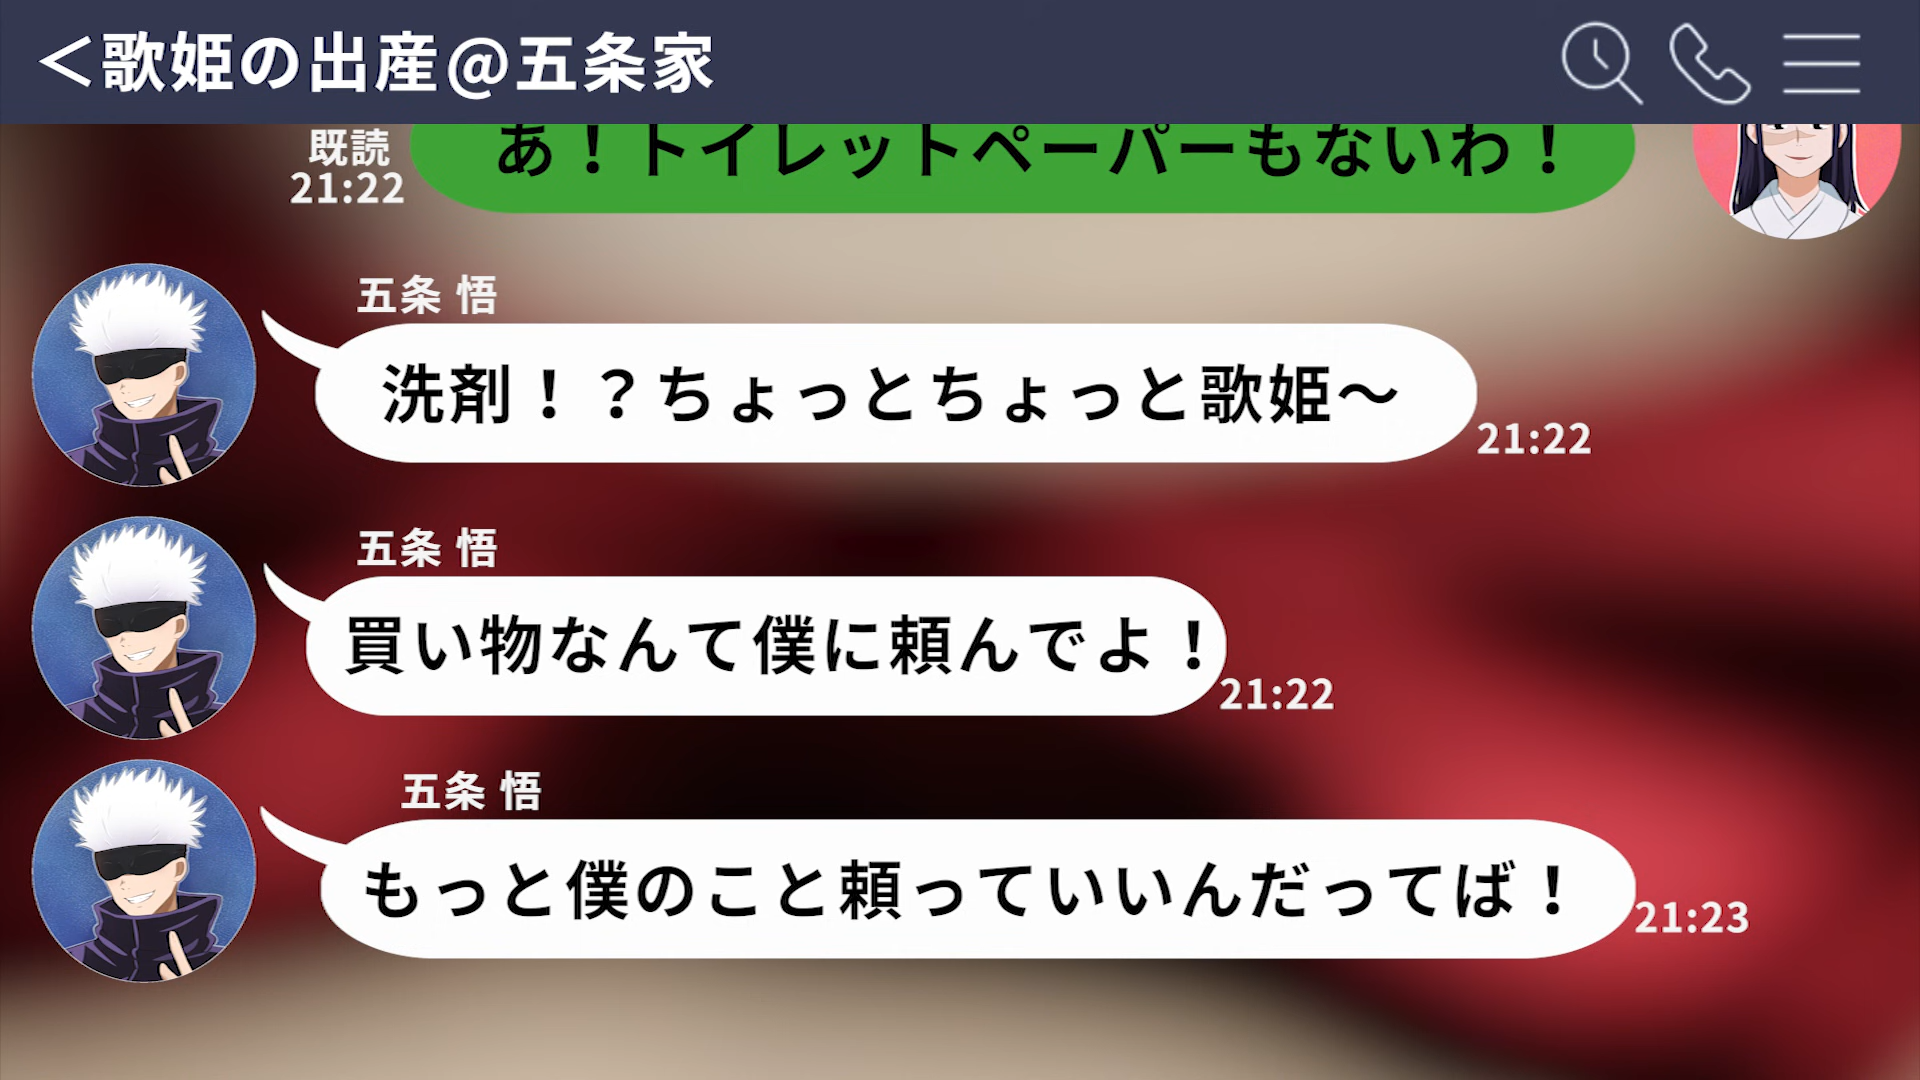 ＜歌姫の出産@五条家
あ！トイレットペーパーもないわ！
既読
21:22
五条 悟
洗剤！？ちょっとちょっと歌姫～
21:22
五条 悟
買い物なんて僕に頼んでよ！
21:22
五条 悟
もっと僕のこと頼っていいんだってば！
21:23